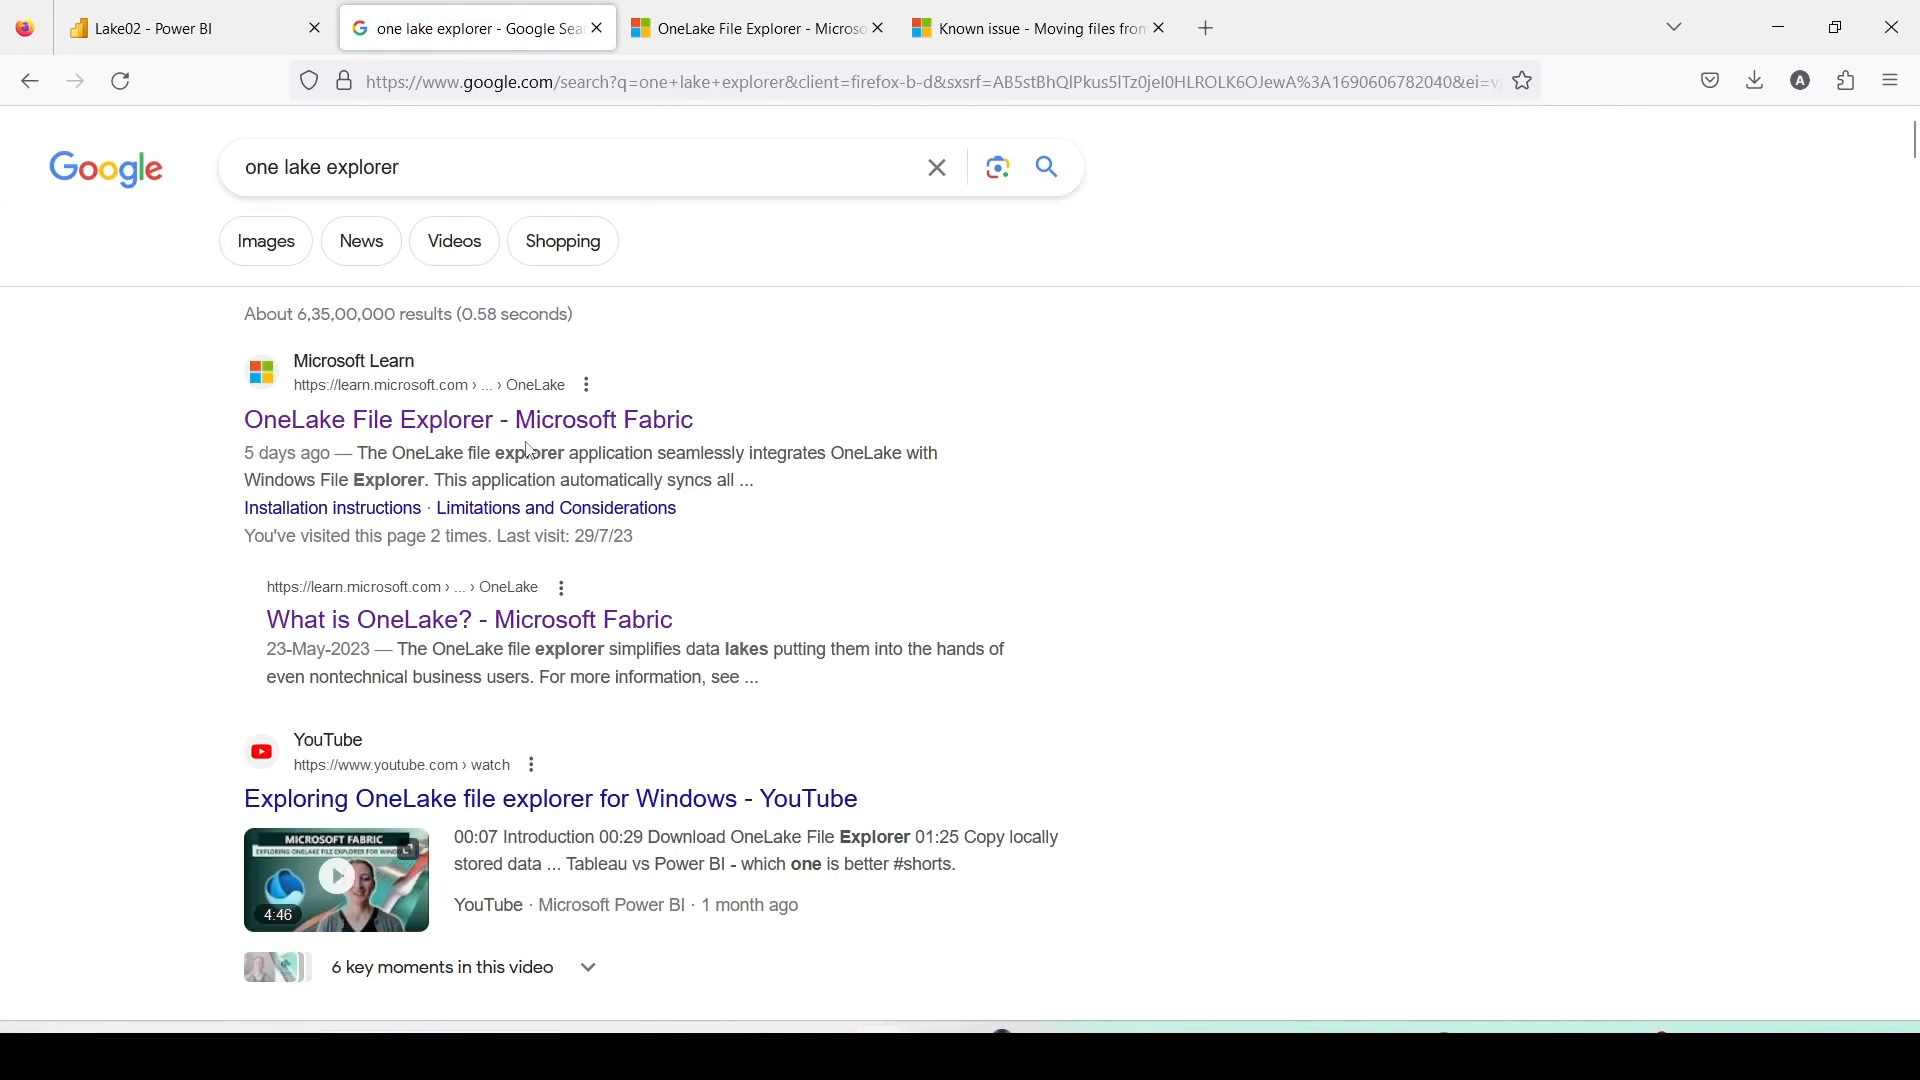 Lake02 - Power BI
one lake explorer - Google Sea
OneLake File Explorer - Microso
Known issue - Moving files from
https://www.google.com/search?q=one+lake+explorer&client=firefox-b-d&sxsrf=AB5stBhQlPkus5lTz0jel0HLROLK6OJewA%3A1690606782040&ei=v
A
Google
one lake explorer
Images
News
Videos
Shopping
About 6,35,00,000 results (0.58 seconds)
Microsoft Learn
https://learn.microsoft.com › ... › OneLake
OneLake File Explorer - Microsoft Fabric
5 days ago — The OneLake file explorer application seamlessly integrates OneLake with
Windows File Explorer. This application automatically syncs all ...
Installation instructions · Limitations and Considerations
You've visited this page 2 times. Last visit: 29/7/23
https://learn.microsoft.com › ... › OneLake
What is OneLake? - Microsoft Fabric
23-May-2023 — The OneLake file explorer simplifies data lakes putting them into the hands of
even nontechnical business users. For more information, see ...
YouTube
https://www.youtube.com › watch
Exploring OneLake file explorer for Windows - YouTube
MICROSOFT FABRIC
EXPLORING ONELAKE FILE EXPLORER FOR WINDOWS
4:46
00:07 Introduction 00:29 Download OneLake File Explorer 01:25 Copy locally
stored data ... Tableau vs Power BI - which one is better #shorts.
YouTube · Microsoft Power BI · 1 month ago
6 key moments in this video